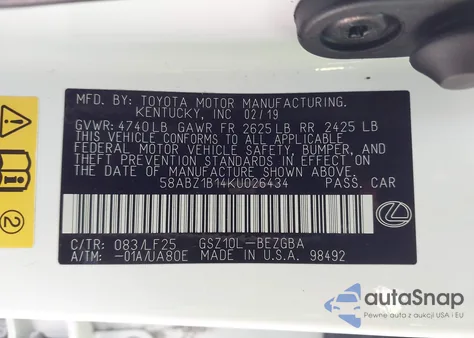 MFD. BY: TOYOTA MOTOR MANUFACTURING.
KENTUCKY, INC 02/19
GVWR: 4740LB GAWR FR 2625LB RR 2425 LB
THIS VEHICLE CONFORMS TO ALL APPLICABLE
FEDERAL MOTOR VEHICLE SAFETY, BUMPER, AND
THEFT PREVENTION STANDARDS IN EFFECT ON
THE DATE OF MANUFACTURE SHOWN ABOVE.
58ABZ1B14KU026434 PASS. CAR
C/TR: 083/LF25 GSZ10L-BEZGBA
A/TM: -01A/UA80E MADE IN U.S.A. 98492
2
autoSnap
Pewne auta z aukcji USA i EU